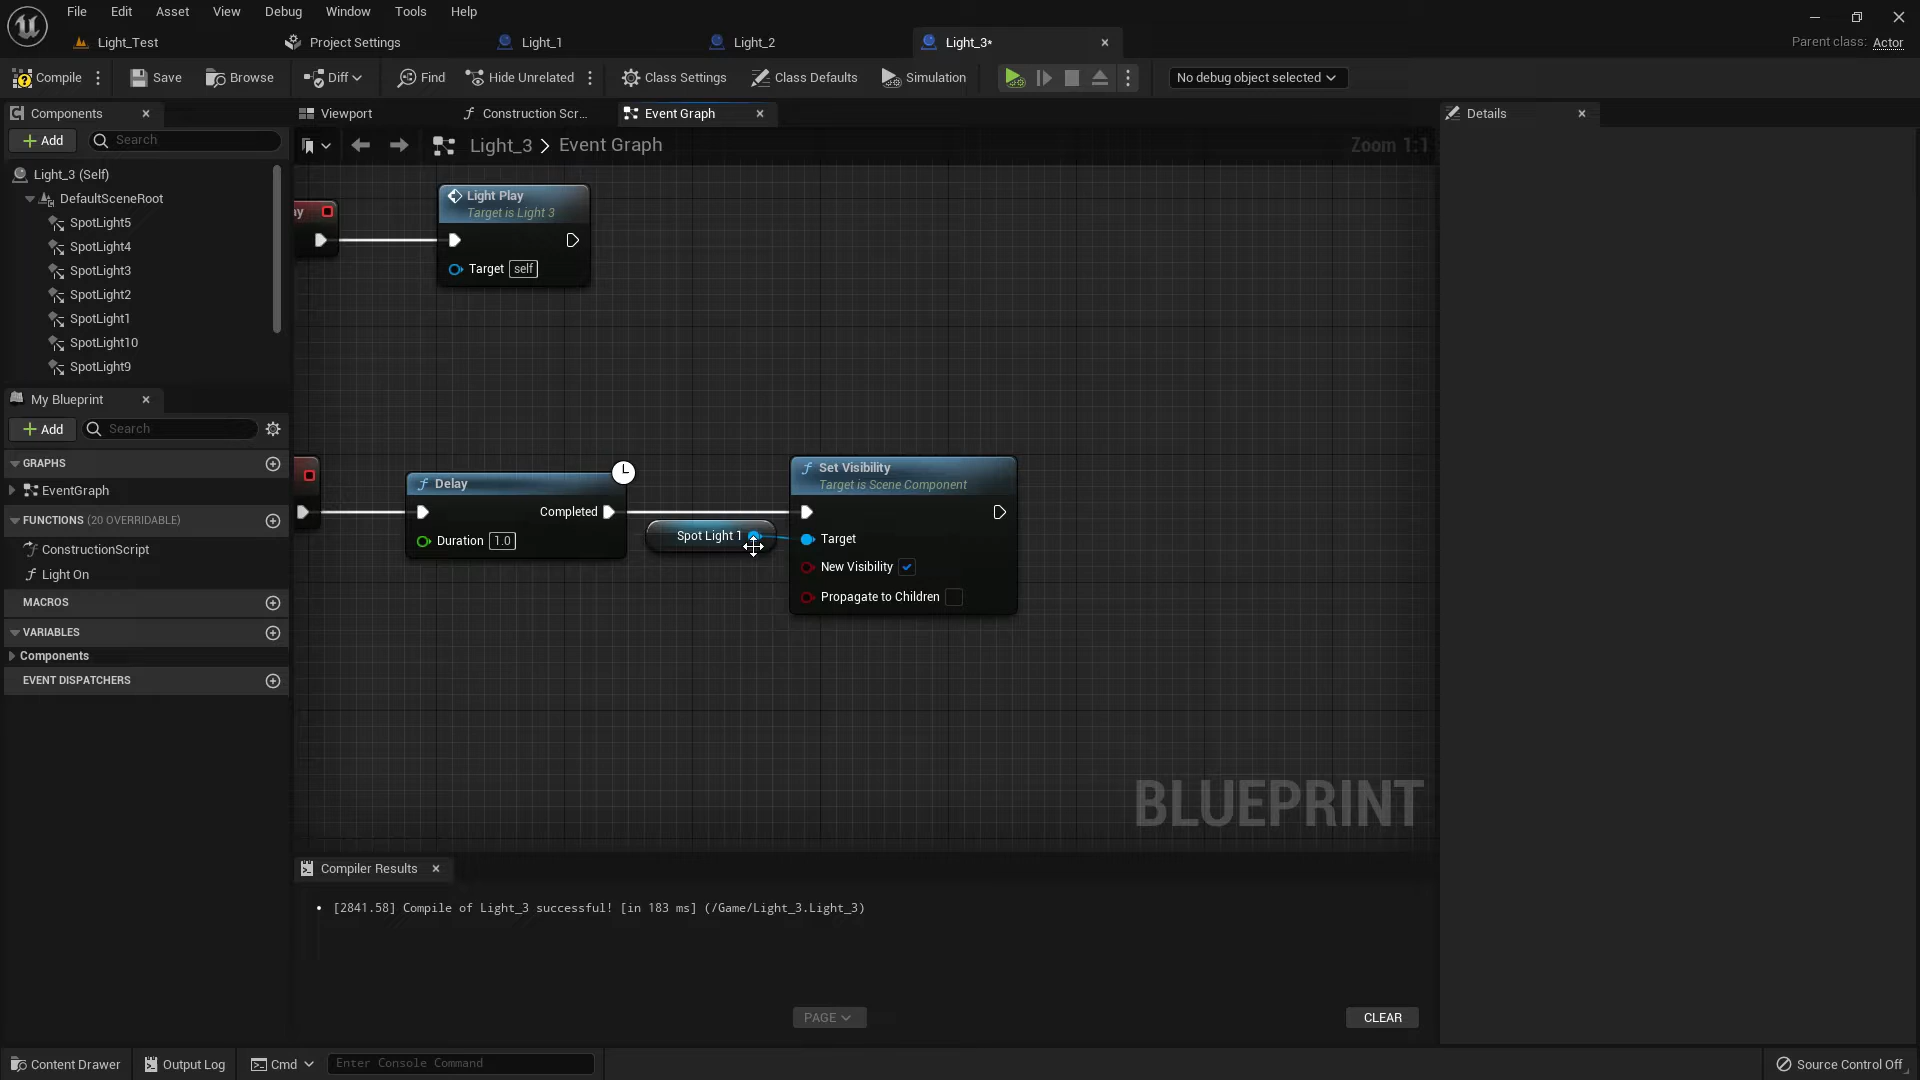 File Edit Asset View Debug Window Tools Help
Light_Test Project Settings Light_1 Light_2 Light_3*
Parent class: Actor
Compile Save Browse Diff Find Hide Unrelated Class Settings Class Defaults Simulation No debug object selected
Components
Add Search
Light_3 (Self)
DefaultSceneRoot
SpotLight5
SpotLight4
SpotLight3
SpotLight2
SpotLight1
SpotLight10
SpotLight9
My Blueprint
Add Search
GRAPHS
EventGraph
FUNCTIONS (20 OVERRIDABLE)
ConstructionScript
Light On
MACROS
VARIABLES
Components
EVENT DISPATCHERS
Viewport Construction Scr... Event Graph
Light_3 > Event Graph
Zoom 1:1
ay
Light Play
Target is Light 3
Target self
Delay
Completed
Duration 1.0
Spot Light 1
Set Visibility
Target is Scene Component
Target
New Visibility
Propagate to Children
BLUEPRINT
Compiler Results
[2841.58] Compile of Light_3 successful! [in 183 ms] (/Game/Light_3.Light_3)
PAGE
CLEAR
Details
Content Drawer Output Log Cmd Enter Console Command
Source Control Off